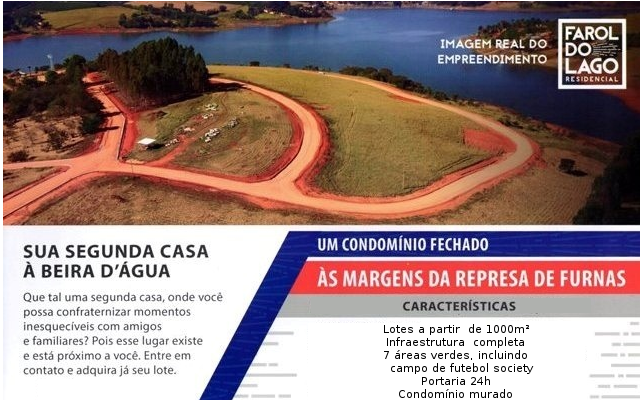 IMAGEM REAL DO
EMPREENDIMENTO
FAROL
DO
LAGO
RESIDENCIAL
SUA SEGUNDA CASA
À BEIRA D'ÁGUA
Que tal uma segunda casa, onde você
possa confraternizar momentos
inesquecíveis com amigos
e familiares? Pois esse lugar existe
e está próximo a você. Entre em
contato e adquira já seu lote.
UM CONDOMÍNIO FECHADO
ÀS MARGENS DA REPRESA DE FURNAS
CARACTERÍSTICAS
Lotes a partir de 1000m²
Infraestrutura completa
7 áreas verdes, incluindo
campo de futebol society
Portaria 24h
Condomínio murado